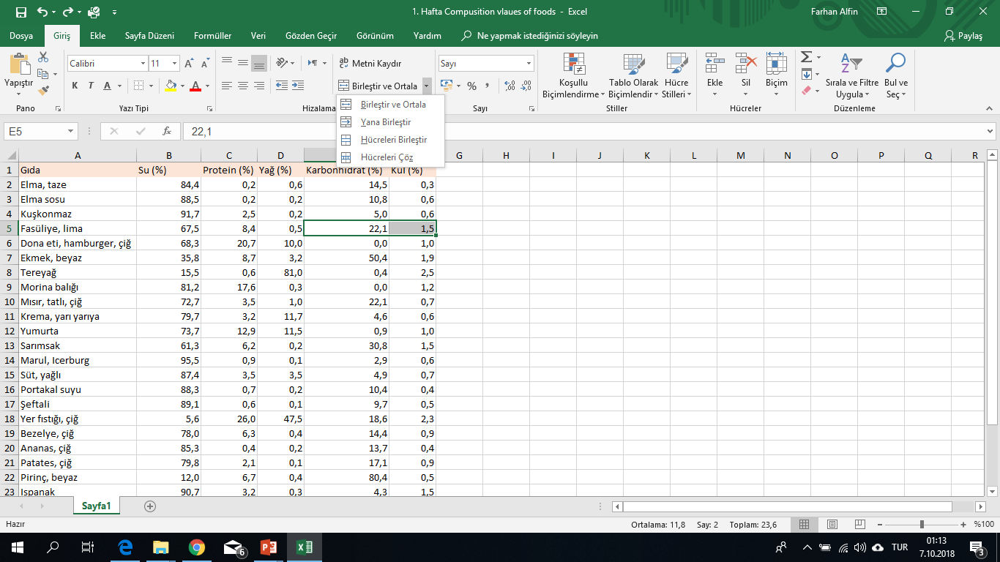 1. Hafta Compusition vlaues of foods - Excel
Farhan Alfin
Dosya Giriş Ekle Sayfa Düzeni Formüller Veri Gözden Geçir Görünüm Yardım Ne yapmak istediğinizi söyleyin Paylaş
Yapıştır
Calibri 11
K T A
Metni Kaydır
Birleştir ve Ortala
Sayı
%
Koşullu Biçimlendirme
Tablo Olarak Biçimlendir
Hücre Stilleri
Ekle Sil Biçim
Sırala ve Filtre Uygula
Bul ve Seç
Pano Yazı Tipi Hizalama Sayı Stiller Hücreler Düzenleme
Birleştir ve Ortala
Yana Birleştir
Hücreleri Birleştir
Hücreleri Çöz
E5 fx 22,1
A B C D G H I J K L M N O P Q R
1 Gıda Su (%) Protein (%) Yağ (%) Karbonhidrat (%) Kül (%)
2 Elma, taze 84,4 0,2 0,6 14,5 0,3
3 Elma sosu 88,5 0,2 0,2 10,8 0,6
4 Kuşkonmaz 91,7 2,5 0,2 5,0 0,6
5 Fasüliye, lima 67,5 8,4 0,5 22,1 1,5
6 Dona eti, hamburger, çiğ 68,3 20,7 10,0 0,0 1,0
7 Ekmek, beyaz 35,8 8,7 3,2 50,4 1,9
8 Tereyağ 15,5 0,6 81,0 0,4 2,5
9 Morina balığı 81,2 17,6 0,3 0,0 1,2
10 Mısır, tatlı, çiğ 72,7 3,5 1,0 22,1 0,7
11 Krema, yarı yarıya 79,7 3,2 11,7 4,6 0,6
12 Yumurta 73,7 12,9 11,5 0,9 1,0
13 Sarımsak 61,3 6,2 0,2 30,8 1,5
14 Marul, Icerburg 95,5 0,9 0,1 2,9 0,6
15 Süt, yağlı 87,4 3,5 3,5 4,9 0,7
16 Portakal suyu 88,3 0,7 0,2 10,4 0,4
17 Şeftali 89,1 0,6 0,1 9,7 0,5
18 Yer fıstığı, çiğ 5,6 26,0 47,5 18,6 2,3
19 Bezelye, çiğ 78,0 6,3 0,4 14,4 0,9
20 Ananas, çiğ 85,3 0,4 0,2 13,7 0,4
21 Patates, çiğ 79,8 2,1 0,1 17,1 0,9
22 Pirinç, beyaz 12,0 6,7 0,4 80,4 0,5
23 Ispanak 90,7 3,2 0,3 4,3 1,5
Sayfa1
Hazır Ortalama: 11,8 Say: 2 Toplam: 23,6 %100
6
TUR
01:13
7.10.2018
3